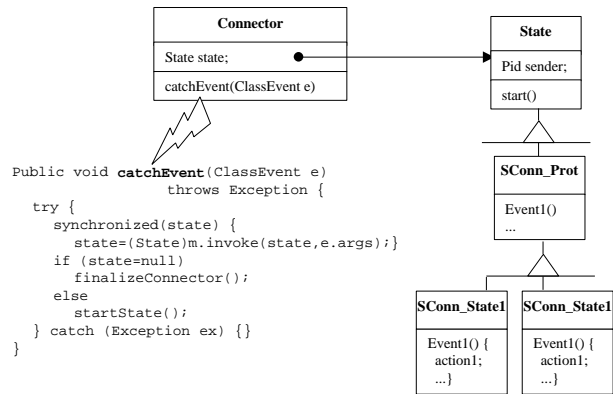 Connector
State state;
catchEvent(ClassEvent e)
State
Pid sender;
start()
Public void catchEvent(ClassEvent e)
throws Exception {
try {
synchronized(state) {
state=(State)m.invoke(state,e.args);}
if (state=null)
finalizeConnector();
else
startState();
} catch (Exception ex) {}
}
SConn_Prot
Event1()
...
SConn_State1
Event1() {
action1;
...}
SConn_State1
Event1() {
action1;
...}